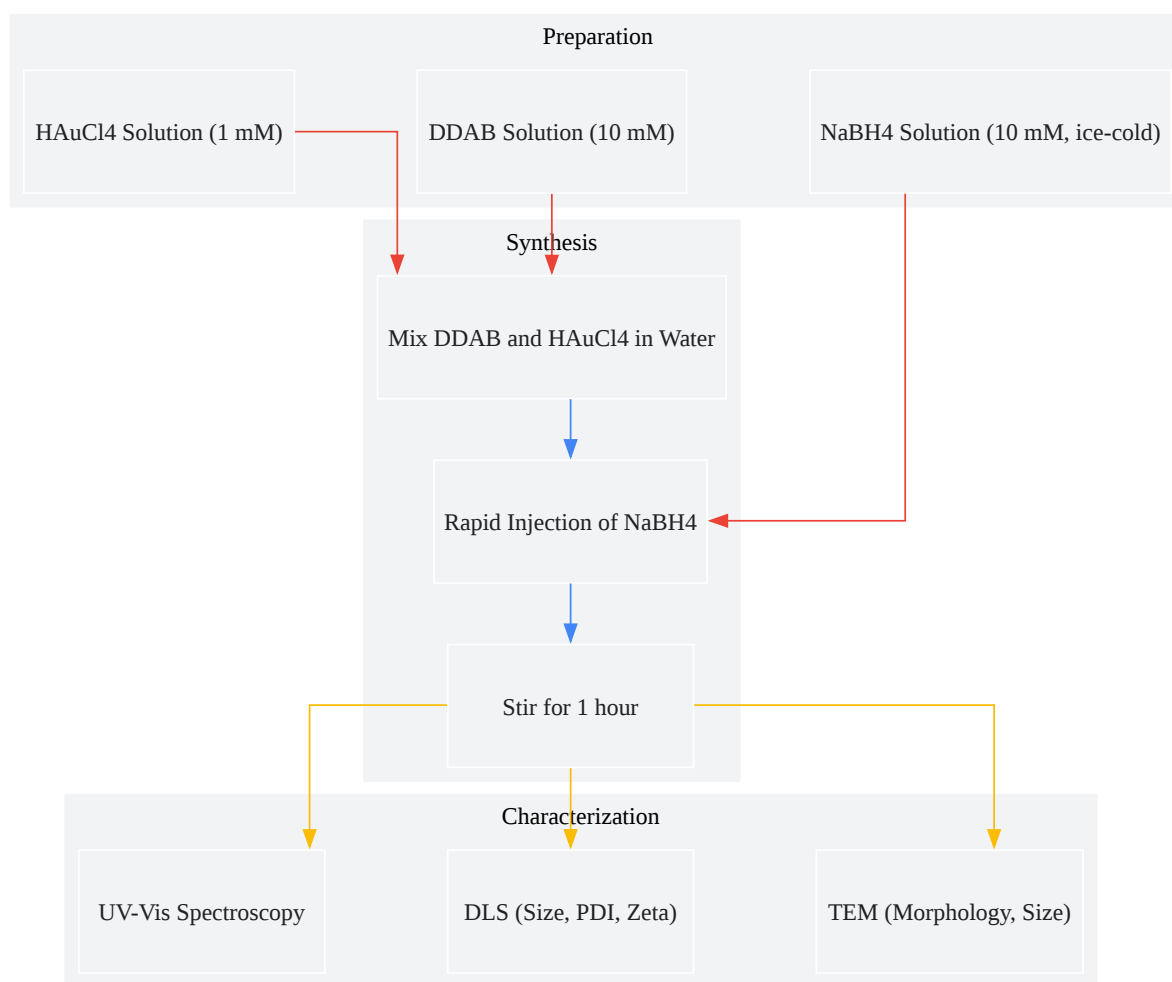 Preparation
HAuCl4 Solution (1 mM)
DDAB Solution (10 mM)
NaBH4 Solution (10 mM, ice-cold)
Synthesis
Mix DDAB and HAuCl4 in Water
Rapid Injection of NaBH4
Stir for 1 hour
Characterization
UV-Vis Spectroscopy
DLS (Size, PDI, Zeta)
TEM (Morphology, Size)